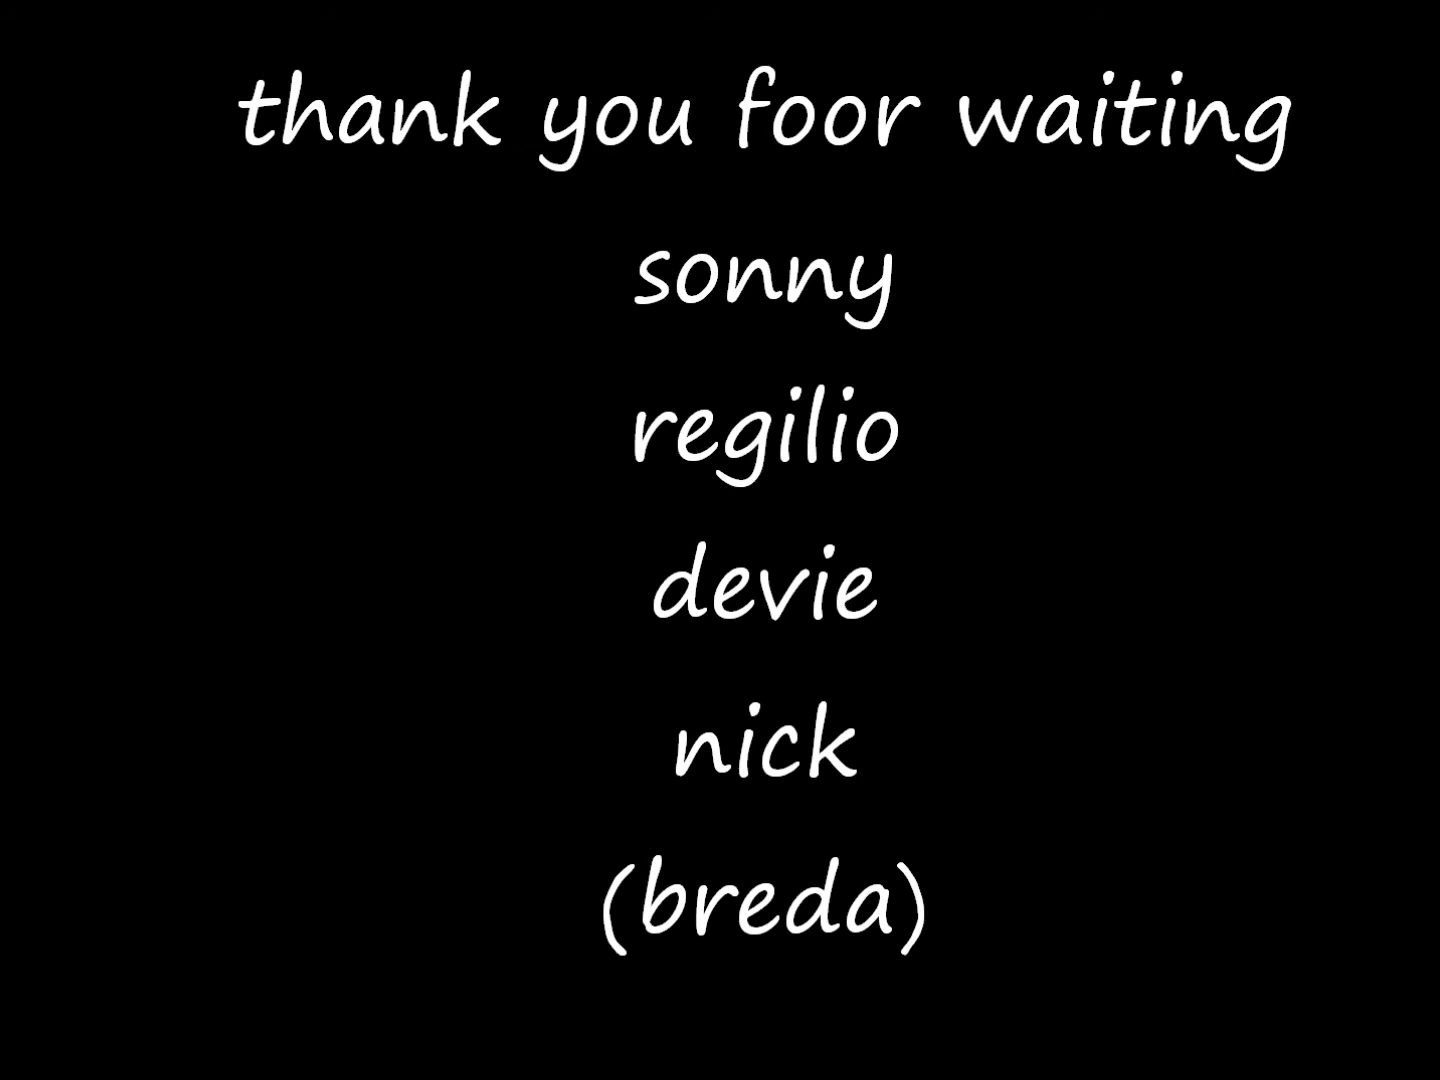 thank you foor waiting
sonny
regilio
devie
nick
(breda)